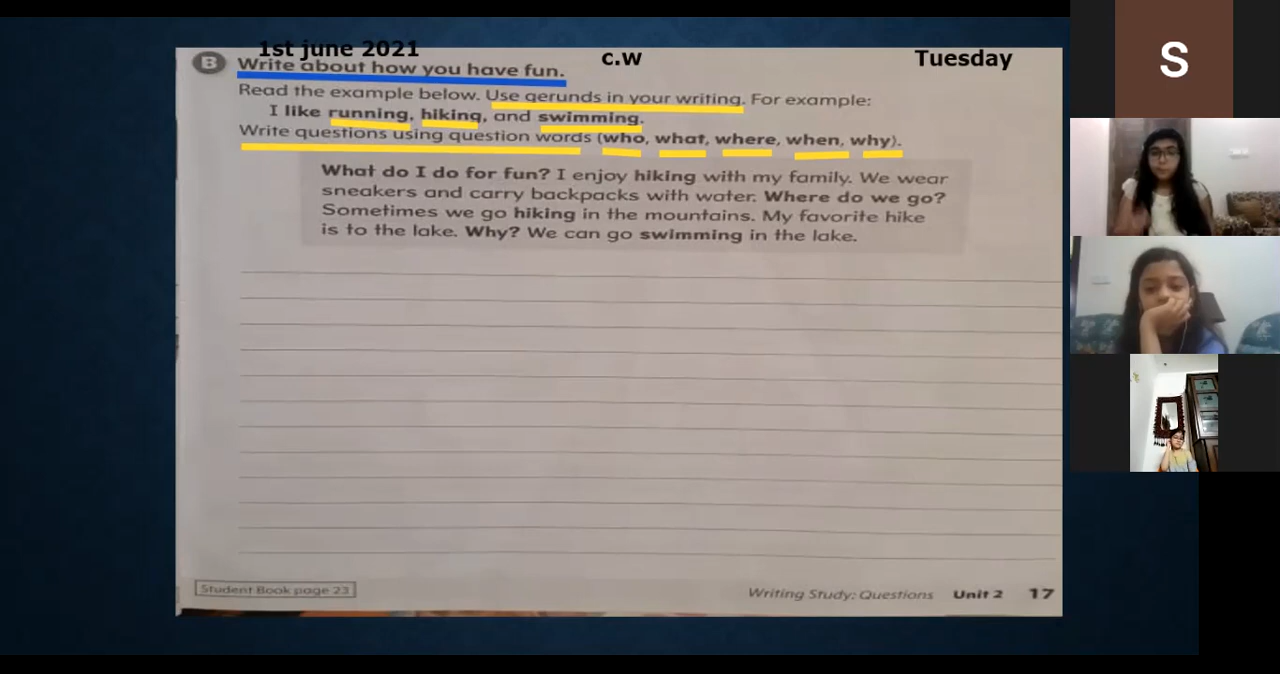 1st june 2021
c.w
Tuesday
S
B Write about how you have fun.
Read the example below. Use gerunds in your writing. For example:
I like running, hiking, and swimming.
Write questions using question words (who, what, where, when, why).
What do I do for fun? I enjoy hiking with my family. We wear
sneakers and carry backpacks with water. Where do we go?
Sometimes we go hiking in the mountains. My favorite hike
is to the lake. Why? We can go swimming in the lake.
Student Book page 23
Writing Study: Questions Unit 2 17